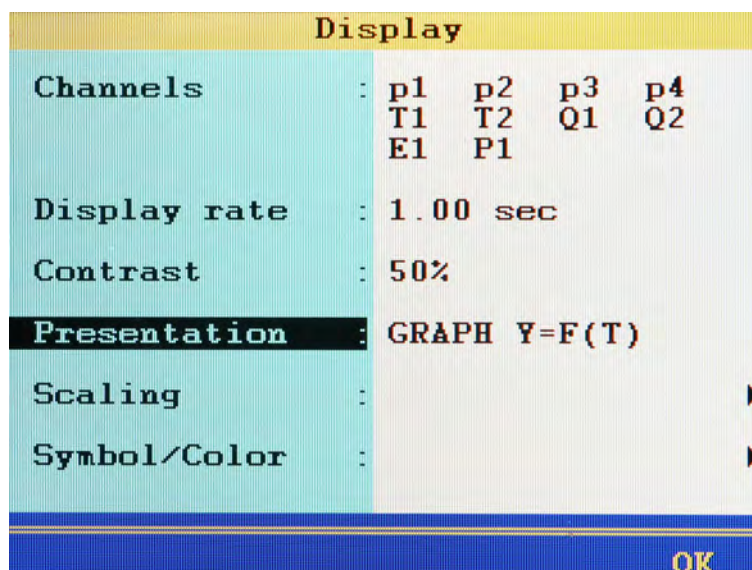 Display
Channels : p1 p2 p3 p4
T1 T2 Q1 Q2
E1 P1
Display rate : 1.00 sec
Contrast : 50%
Presentation : GRAPH Y=F(T)
Scaling :
Symbol/Color :
OK